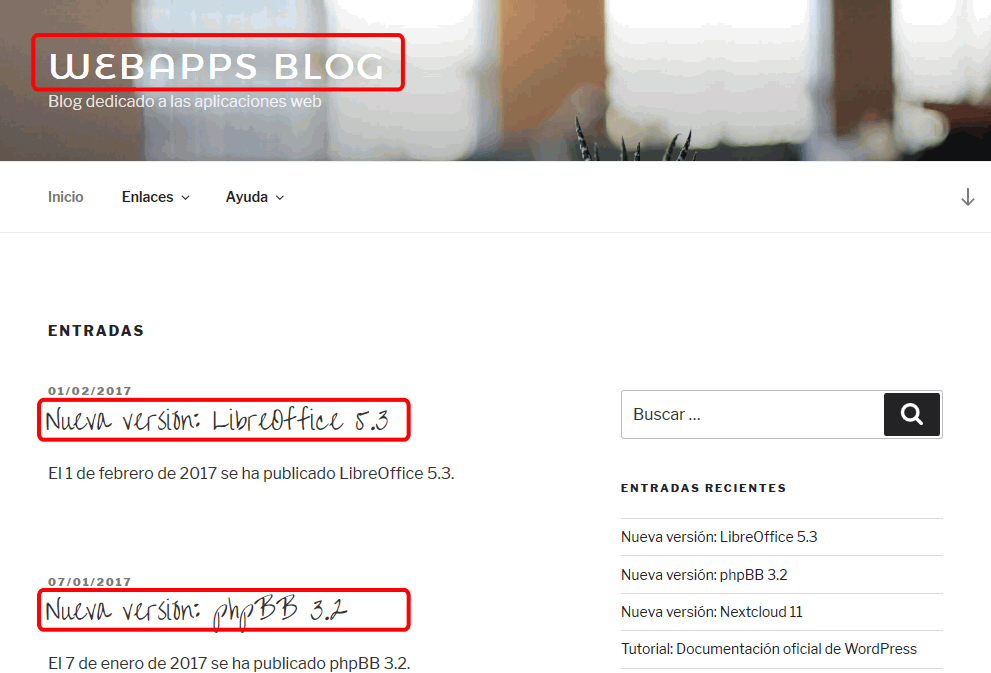 WEBAPPS BLOG
Blog dedicado a las aplicaciones web
Inicio Enlaces Ayuda
ENTRADAS
01/02/2017
Nueva versión: LibreOffice 5.3
El 1 de febrero de 2017 se ha publicado LibreOffice 5.3.
07/01/2017
Nueva versión: phpBB 3.2
El 7 de enero de 2017 se ha publicado phpBB 3.2.
Buscar ...
ENTRADAS RECIENTES
Nueva versión: LibreOffice 5.3
Nueva versión: phpBB 3.2
Nueva versión: Nextcloud 11
Tutorial: Documentación oficial de WordPress